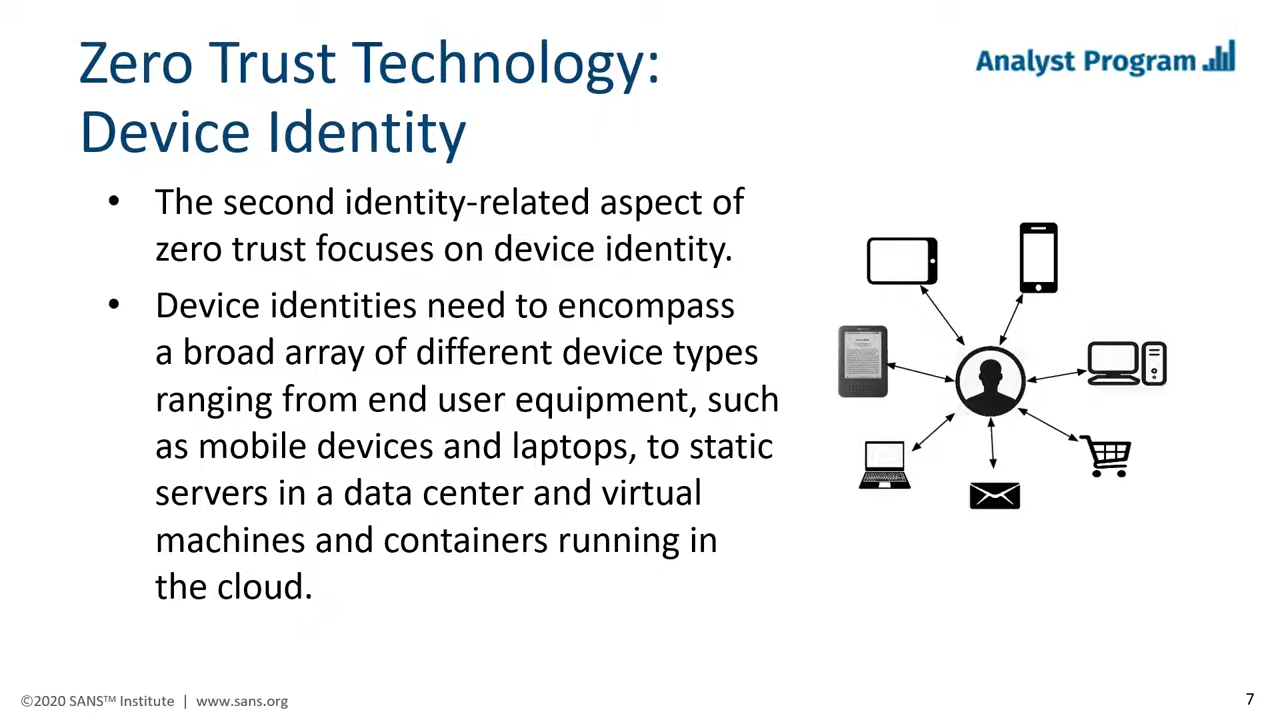 Zero Trust Technology:
Device Identity
Analyst Program
• The second identity-related aspect of
zero trust focuses on device identity.
• Device identities need to encompass
a broad array of different device types
ranging from end user equipment, such
as mobile devices and laptops, to static
servers in a data center and virtual
machines and containers running in
the cloud.
©2020 SANS™ Institute | www.sans.org
7